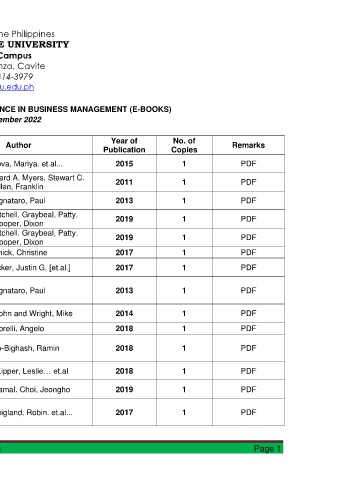 he Philippines
E UNIVERSITY
Campus
nza, Cavite
14-3979
u.edu.ph
NCE IN BUSINESS MANAGEMENT (E-BOOKS)
ember 2022
Author Year of Publication No. of Copies Remarks
va, Mariya. et.al... 2015 1 PDF
ard A. Myers, Stewart C.
llen, Franklin 2011 1 PDF
gnataro, Paul 2013 1 PDF
tchell. Graybeal, Patty.
ooper, Dixon 2019 1 PDF
tchell. Graybeal, Patty.
ooper, Dixon 2019 1 PDF
nick, Christine 2017 1 PDF
ker, Justin G. [et.al.] 2017 1 PDF
gnataro, Paul 2013 1 PDF
ohn and Wright, Mike 2014 1 PDF
orelli, Angelo 2018 1 PDF
o-Bighash, Ramin 2018 1 PDF
ipper, Leslie... et.al 2018 1 PDF
amal. Choi, Jeongho 2019 1 PDF
eigland, Robin. et.al... 2017 1 PDF
Page 1